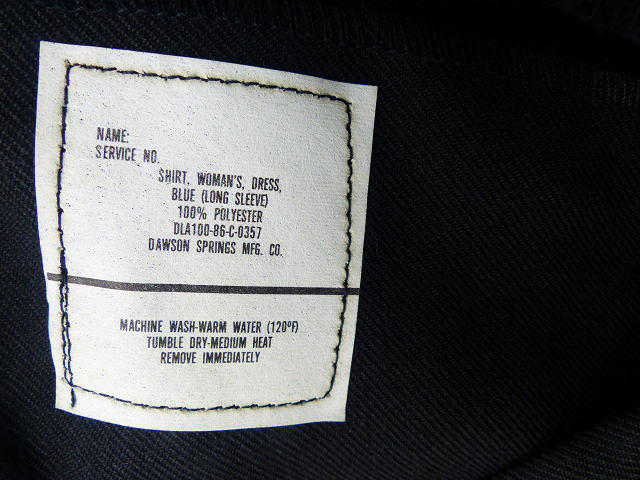 NAME:
SERVICE NO.
SHIRT, WOMAN'S, DRESS,
BLUE (LONG SLEEVE)
100% POLYESTER
DLA100-86-C-0357
DAWSON SPRINGS MFG. CO.
MACHINE WASH-WARM WATER (120ºF)
TUMBLE DRY-MEDIUM HEAT
REMOVE IMMEDIATELY